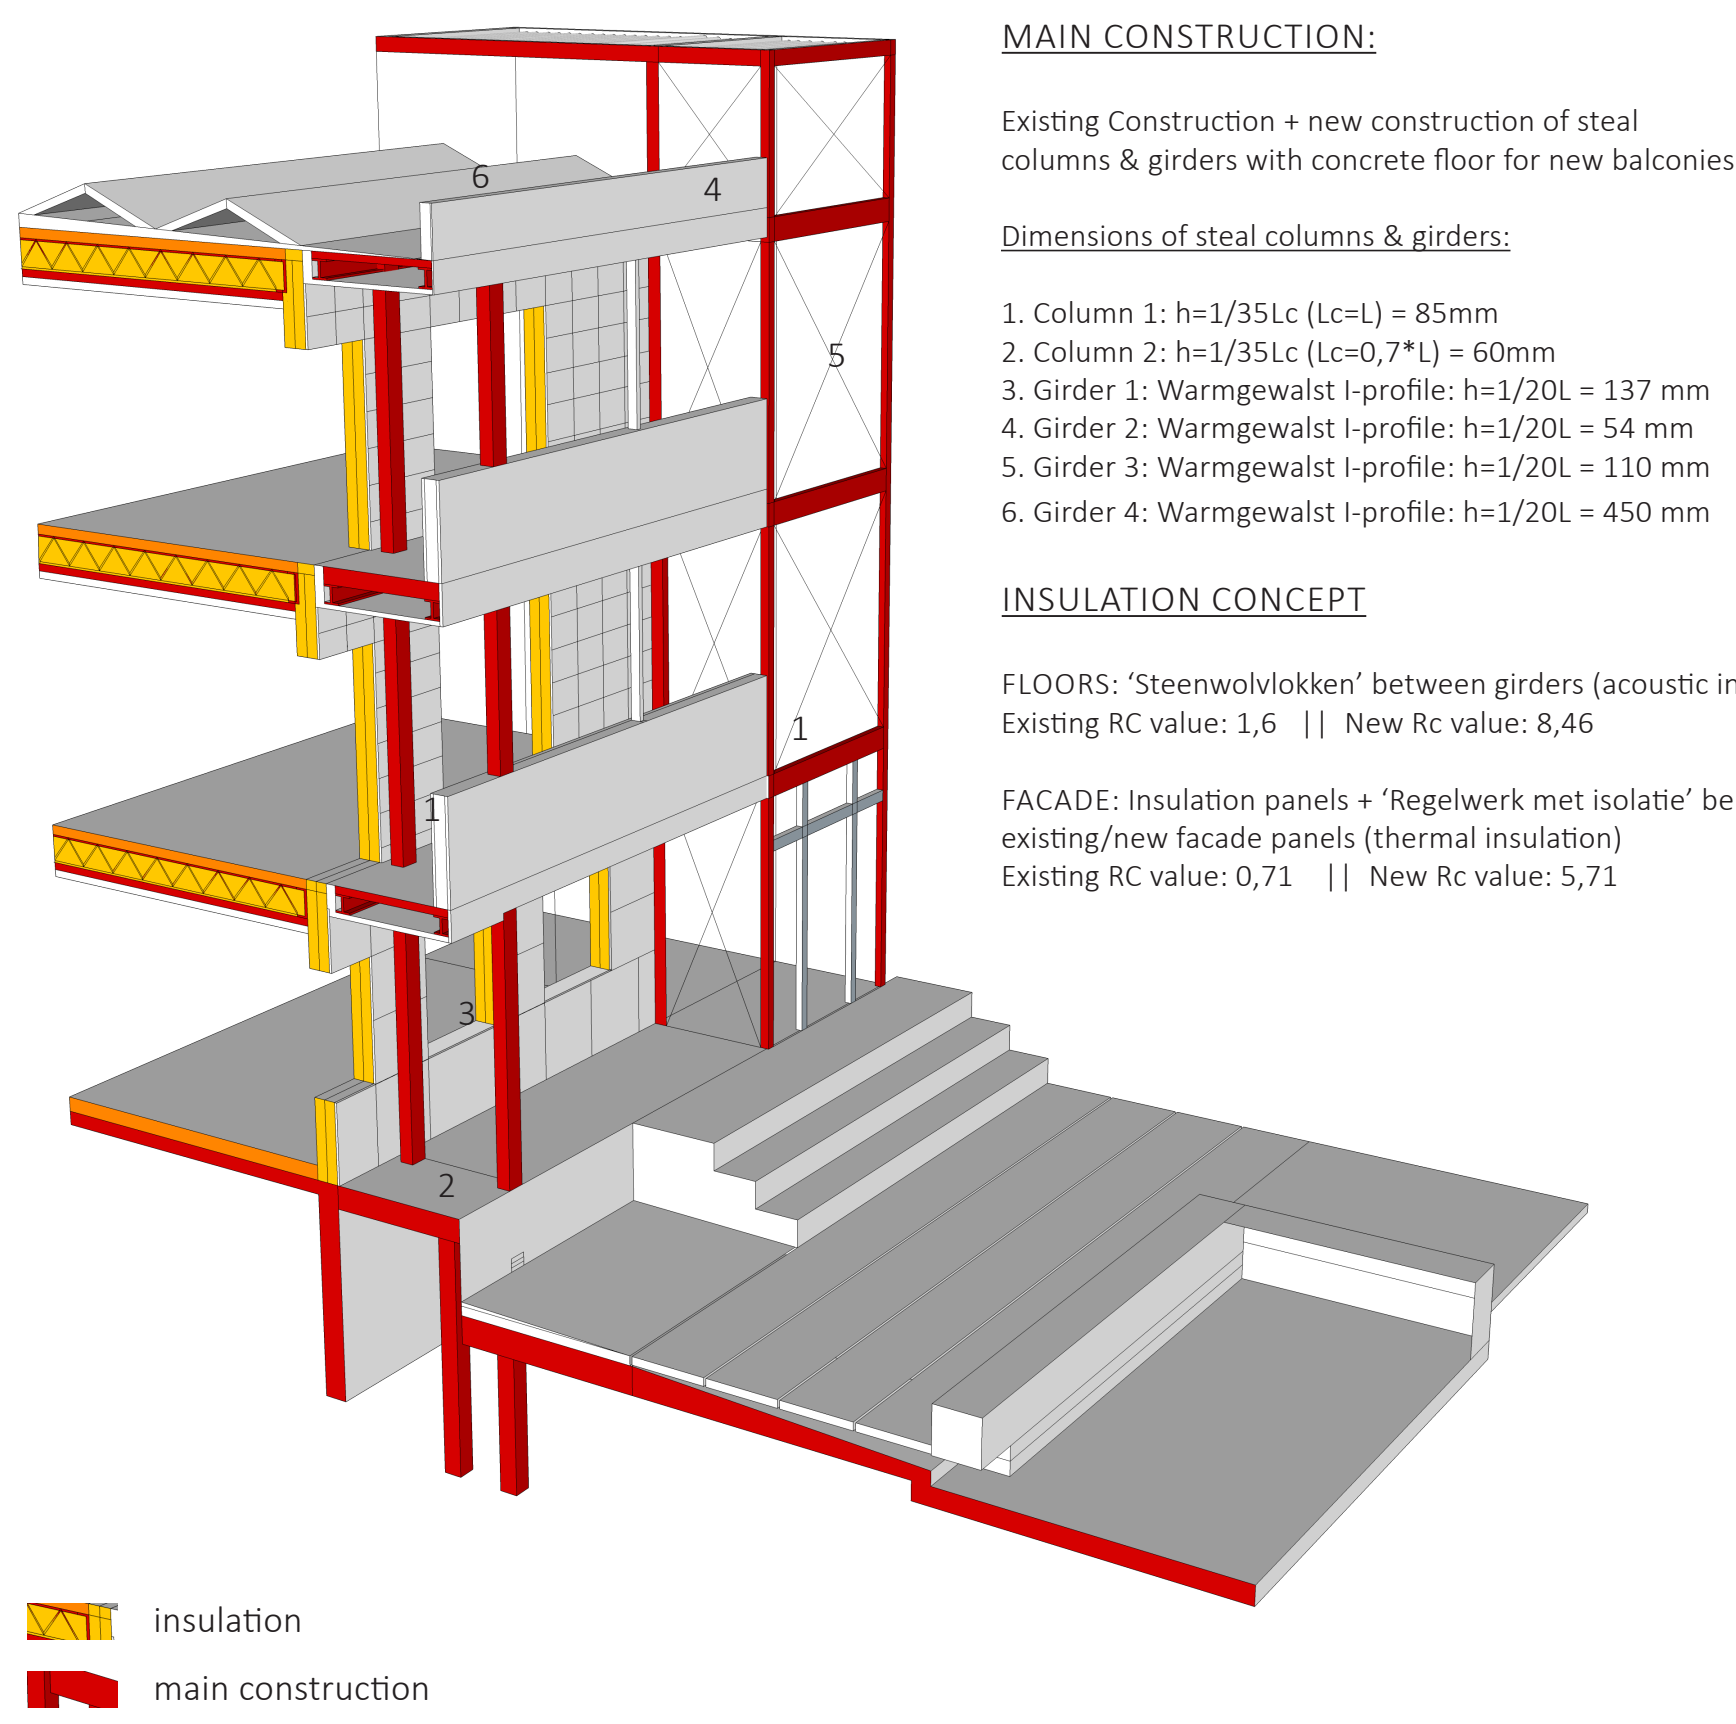 MAIN CONSTRUCTION:
Existing Construction + new construction of steal
columns & girders with concrete floor for new balconies
Dimensions of steal columns & girders:
1. Column 1: h=1/35Lc (Lc=L) = 85mm
2. Column 2: h=1/35Lc (Lc=0,7*L) = 60mm
3. Girder 1: Warmgewalst I-profile: h=1/20L = 137 mm
4. Girder 2: Warmgewalst I-profile: h=1/20L = 54 mm
5. Girder 3: Warmgewalst I-profile: h=1/20L = 110 mm
6. Girder 4: Warmgewalst I-profile: h=1/20L = 450 mm
INSULATION CONCEPT
FLOORS: ‘Steenwolvlokken’ between girders (acoustic in
Existing RC value: 1,6 || New Rc value: 8,46
FACADE: Insulation panels + ‘Regelwerk met isolatie’ be
existing/new facade panels (thermal insulation)
Existing RC value: 0,71 || New Rc value: 5,71
6
4
5
1
1
3
2
insulation
main construction